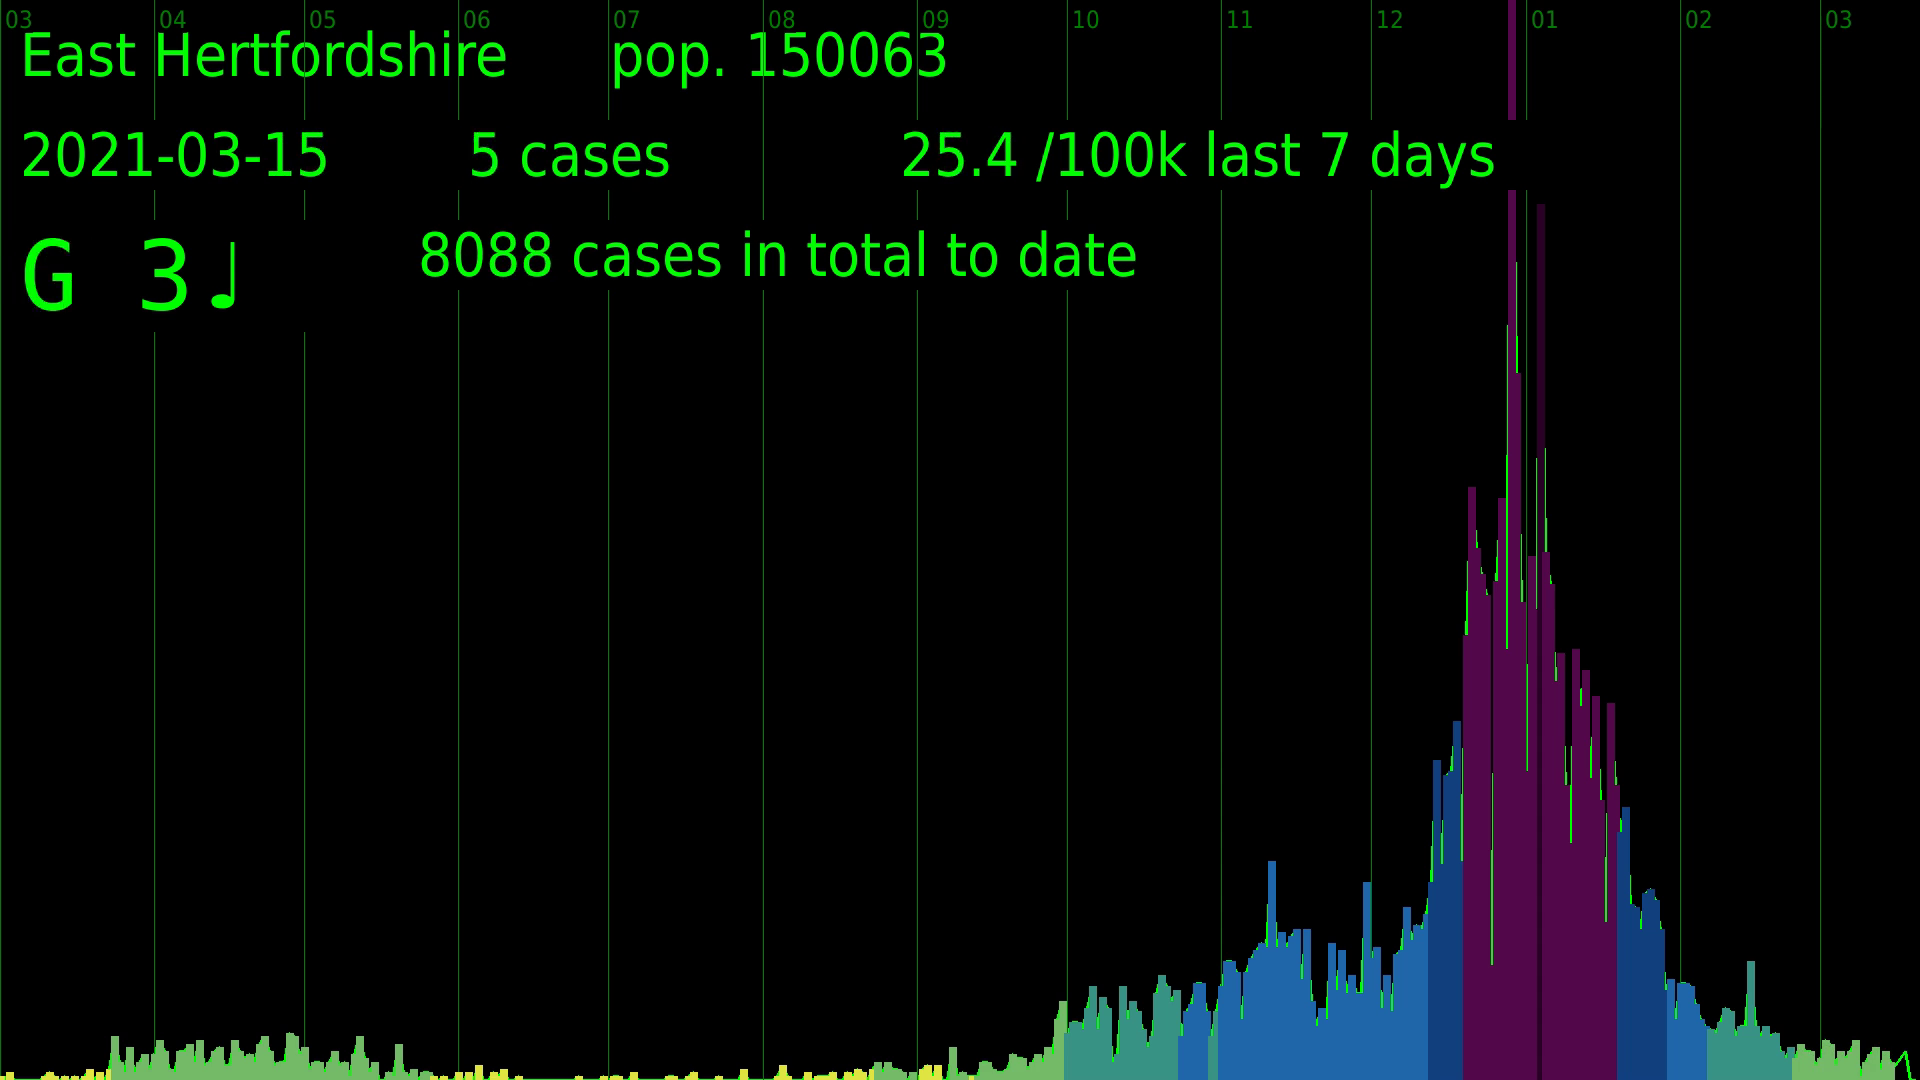 03 04 05 06 07 08 09 10 11 12 01 02 03
East Hertfordshire pop. 150063
2021-03-15 5 cases 25.4 /100k last 7 days
G 3♩ 8088 cases in total to date